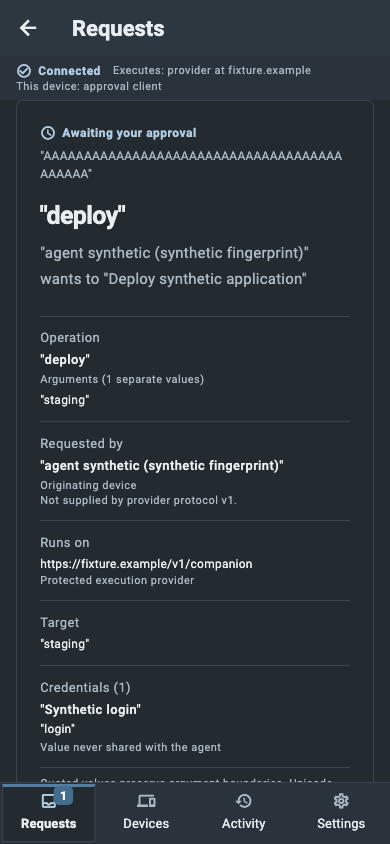 Requests
Connected Executes: provider at fixture.example
This device: approval client
Awaiting your approval
"AAAAAAAAAAAAAAAAAAAAAAAAAAAAAAAAAAAAA
AAAAAA"
"deploy"
"agent synthetic (synthetic fingerprint)"
wants to "Deploy synthetic application"
Operation
"deploy"
Arguments (1 separate values)
"staging"
Requested by
"agent synthetic (synthetic fingerprint)"
Originating device
Not supplied by provider protocol v1.
Runs on
https://fixture.example/v1/companion
Protected execution provider
Target
"staging"
Credentials (1)
"Synthetic login"
"login"
Value never shared with the agent
1
Requests Devices Activity Settings